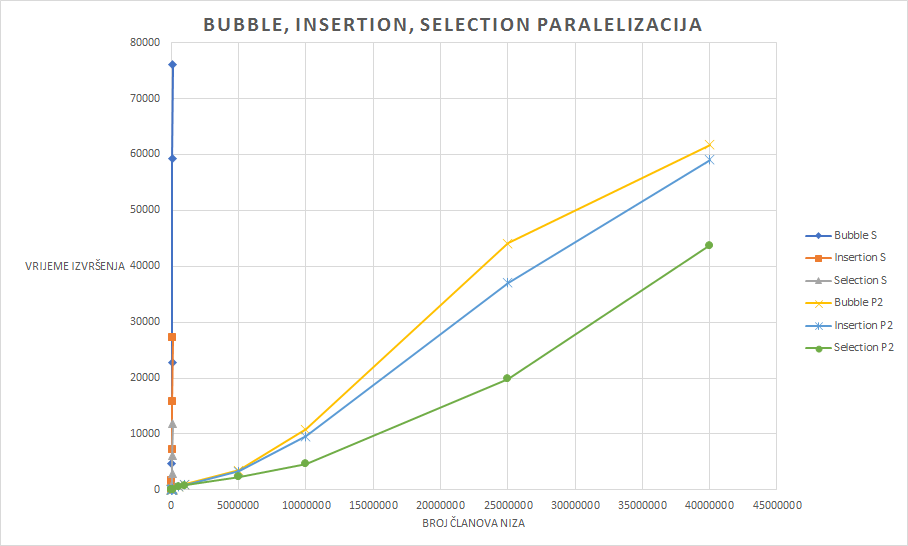 BUBBLE, INSERTION, SELECTION PARALELIZACIJA
80000
70000
60000
50000
40000
30000
20000
10000
0
VRIJEME IZVRŠENJA
0 5000000 10000000 15000000 20000000 25000000 30000000 35000000 40000000 45000000
BROJ ČLANOVA NIZA
Bubble S
Insertion S
Selection S
Bubble P2
Insertion P2
Selection P2